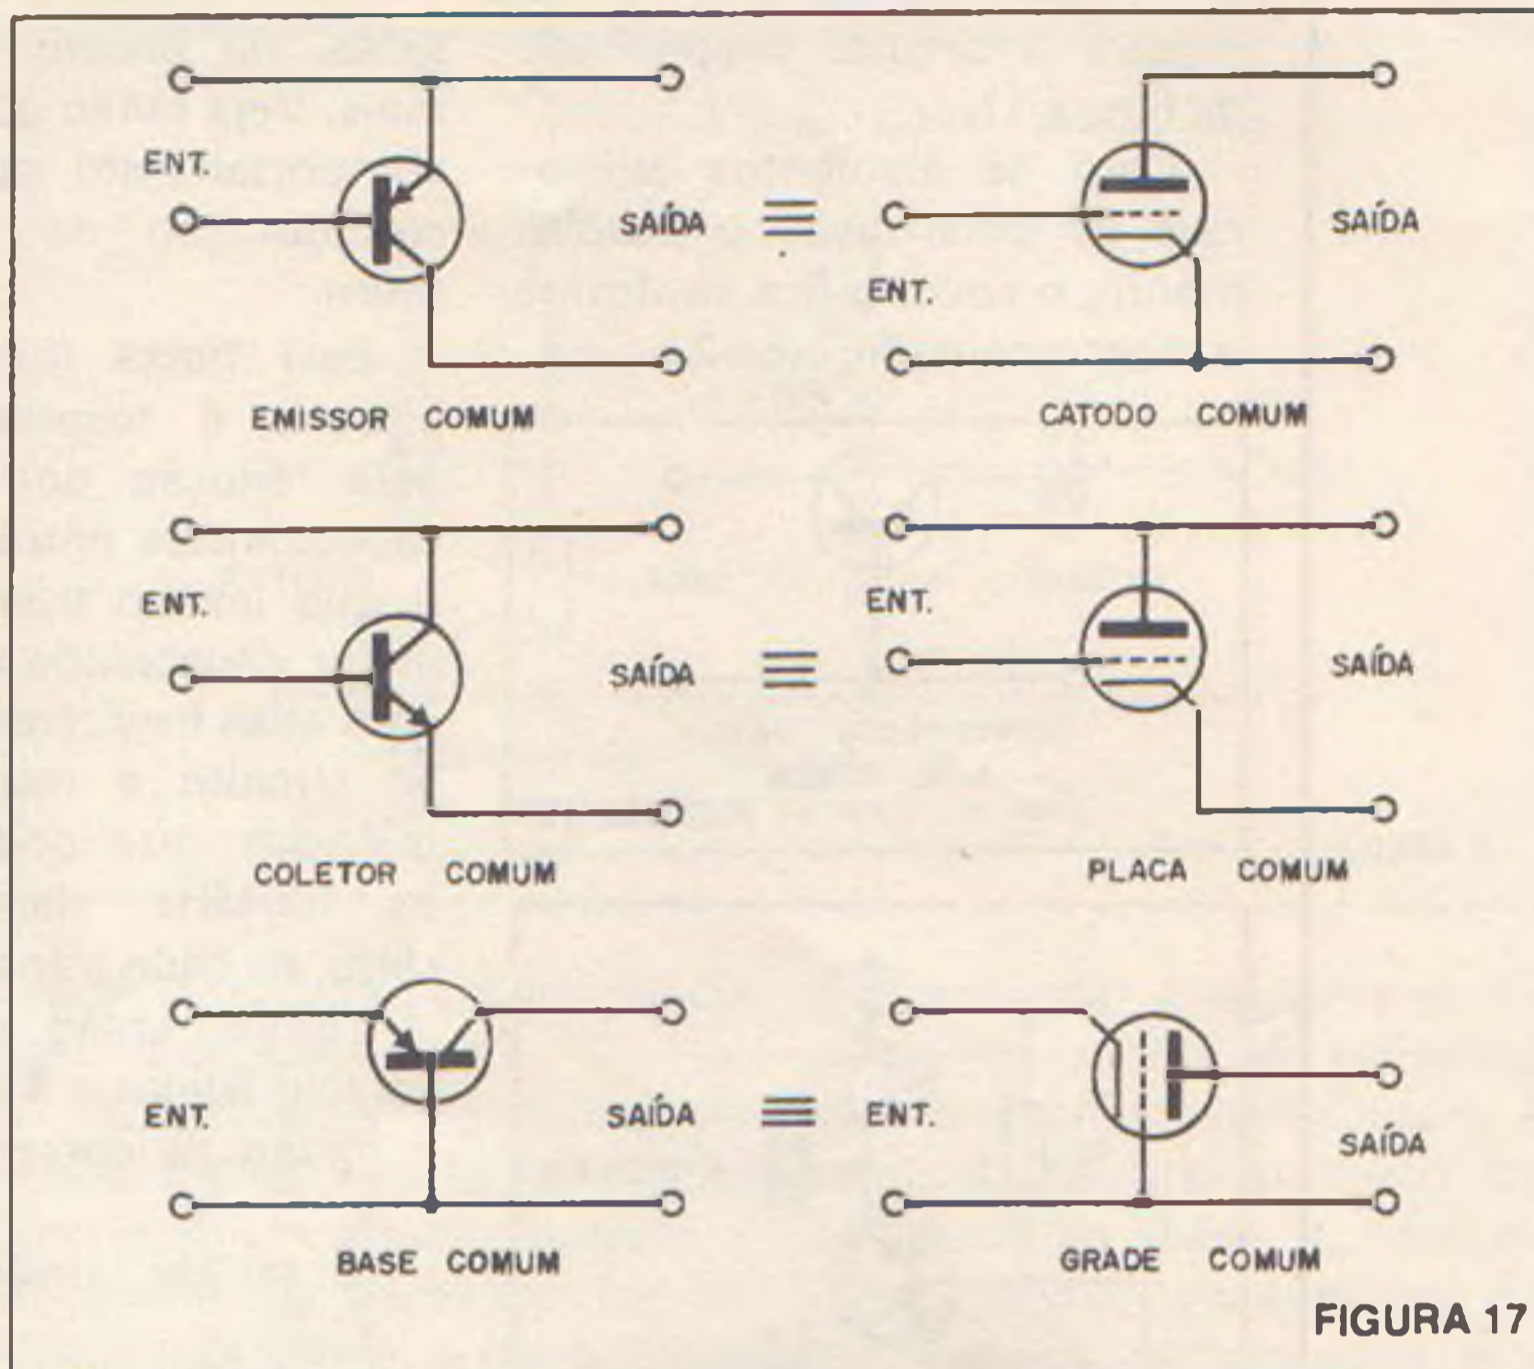 ENT.
SAÍDA
EMISSOR COMUM
ENT.
SAÍDA
CATODO COMUM
ENT.
SAÍDA
COLETOR COMUM
ENT.
SAÍDA
PLACA COMUM
ENT.
SAÍDA
BASE COMUM
ENT.
SAÍDA
GRADE COMUM
FIGURA 17